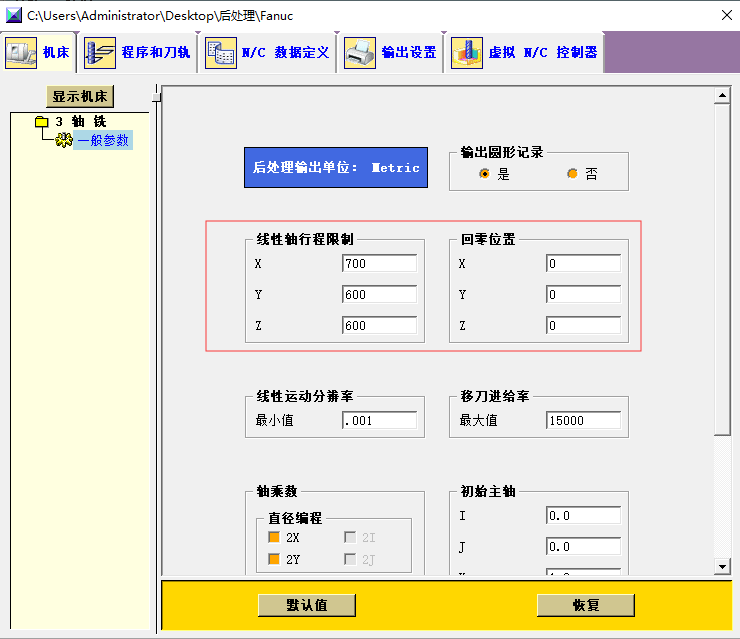 C:\Users\Administrator\Desktop\后处理\Fanuc
机床 程序和刀轨 N/C 数据定义 输出设置 虚拟 N/C 控制器
显示机床
3 轴 铣
一般参数
后处理输出单位: Metric
输出圆形记录
是 否
线性轴行程限制 回零位置
X 700 X 0
Y 600 Y 0
Z 600 Z 0
线性运动分辨率 移刀进给率
最小值 .001 最大值 15000
轴乘数 初始主轴
直径编程 I 0.0
2X 2I
J 0.0
2Y 2J
默认值 恢复